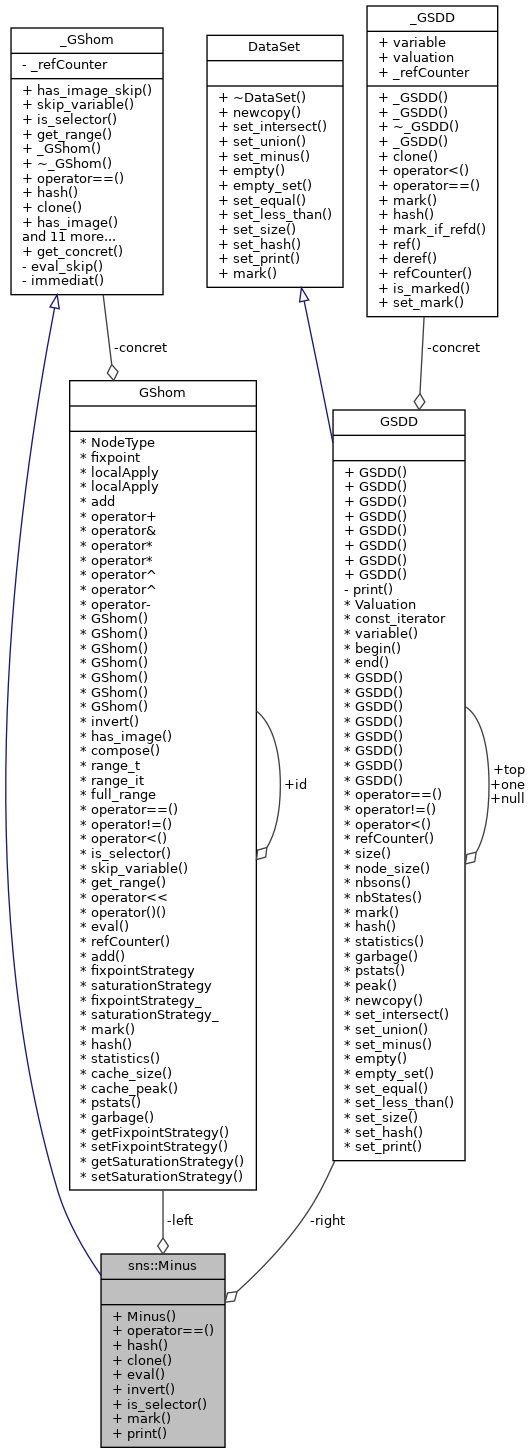 _GShom
- _refCounter
+ has_image_skip()
+ skip_variable()
+ is_selector()
+ get_range()
+ _GShom()
+ ~_GShom()
+ operator==()
+ hash()
+ clone()
+ has_image()
and 11 more...
+ get_concret()
- eval_skip()
- immediat()
DataSet
+ ~DataSet()
+ newcopy()
+ set_intersect()
+ set_union()
+ set_minus()
+ empty()
+ empty_set()
+ set_equal()
+ set_less_than()
+ set_size()
+ set_hash()
+ set_print()
+ mark()
_GSDD
+ variable
+ valuation
+ _refCounter
+ _GSDD()
+ _GSDD()
+ ~_GSDD()
+ _GSDD()
+ clone()
+ operator<()
+ operator==()
+ mark()
+ hash()
+ mark_if_refd()
+ ref()
+ deref()
+ refCounter()
+ is_marked()
+ set_mark()
-concret
-concret
GShom
* NodeType
* fixpoint
* localApply
* localApply
* add
* operator+
* operator&
* operator*
* operator*
* operator^
* operator^
* operator-
* GShom()
* GShom()
* GShom()
* GShom()
* GShom()
* GShom()
* GShom()
* invert()
* has_image()
* compose()
* range_t
* range_it
* full_range
* operator==()
* operator!=()
* operator<()
* is_selector()
* skip_variable()
* get_range()
* operator<<
* operator()()
* eval()
* refCounter()
* add()
* fixpointStrategy
* saturationStrategy
* fixpointStrategy_
* saturationStrategy_
* mark()
* hash()
* statistics()
* cache_size()
* cache_peak()
* pstats()
* garbage()
* getFixpointStrategy()
* setFixpointStrategy()
* getSaturationStrategy()
* setSaturationStrategy()
+id
GSDD
+ GSDD()
+ GSDD()
+ GSDD()
+ GSDD()
+ GSDD()
+ GSDD()
+ GSDD()
+ GSDD()
- print()
* Valuation
* const_iterator
* variable()
* begin()
* end()
* GSDD()
* GSDD()
* GSDD()
* GSDD()
* GSDD()
* GSDD()
* GSDD()
* GSDD()
* operator==()
* operator!=()
* operator<()
* refCounter()
* size()
* node_size()
* nbsons()
* nbStates()
* mark()
* hash()
* statistics()
* garbage()
* pstats()
* peak()
* newcopy()
* set_intersect()
* set_union()
* set_minus()
* empty()
* empty_set()
* set_equal()
* set_less_than()
* set_size()
* set_hash()
* set_print()
+top
+one
+null
-left
-right
sns::Minus
+ Minus()
+ operator==()
+ hash()
+ clone()
+ eval()
+ invert()
+ is_selector()
+ mark()
+ print()